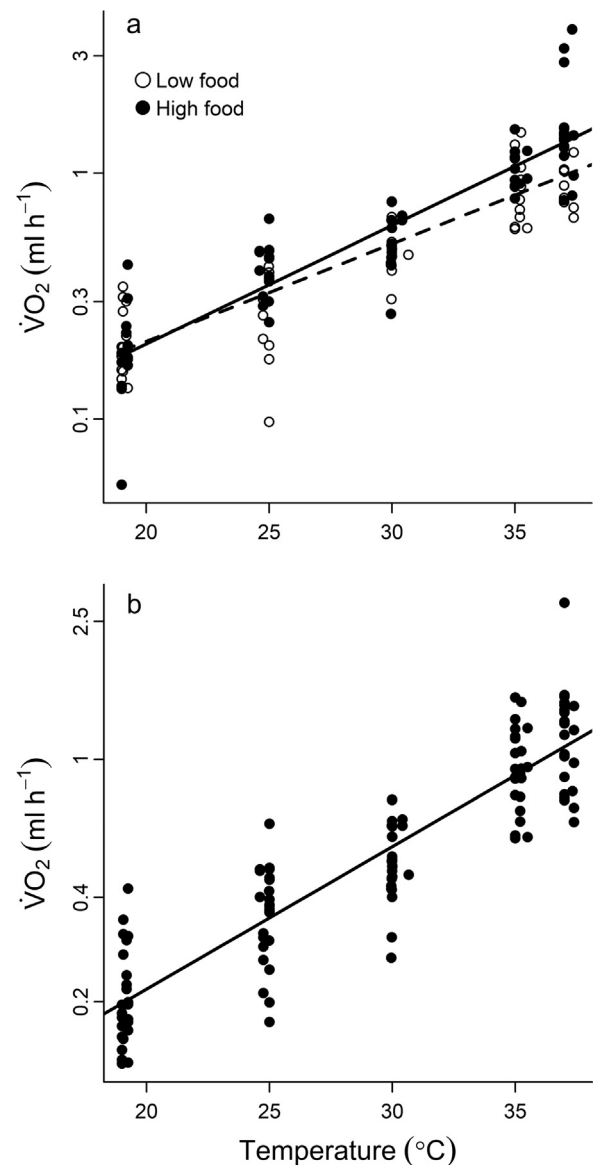 a
Low food
High food
3
1
0.3
0.1
V̇O₂ (ml h⁻¹)
20 25 30 35
b
2.5
1
0.4
0.2
V̇O₂ (ml h⁻¹)
20 25 30 35
Temperature (°C)